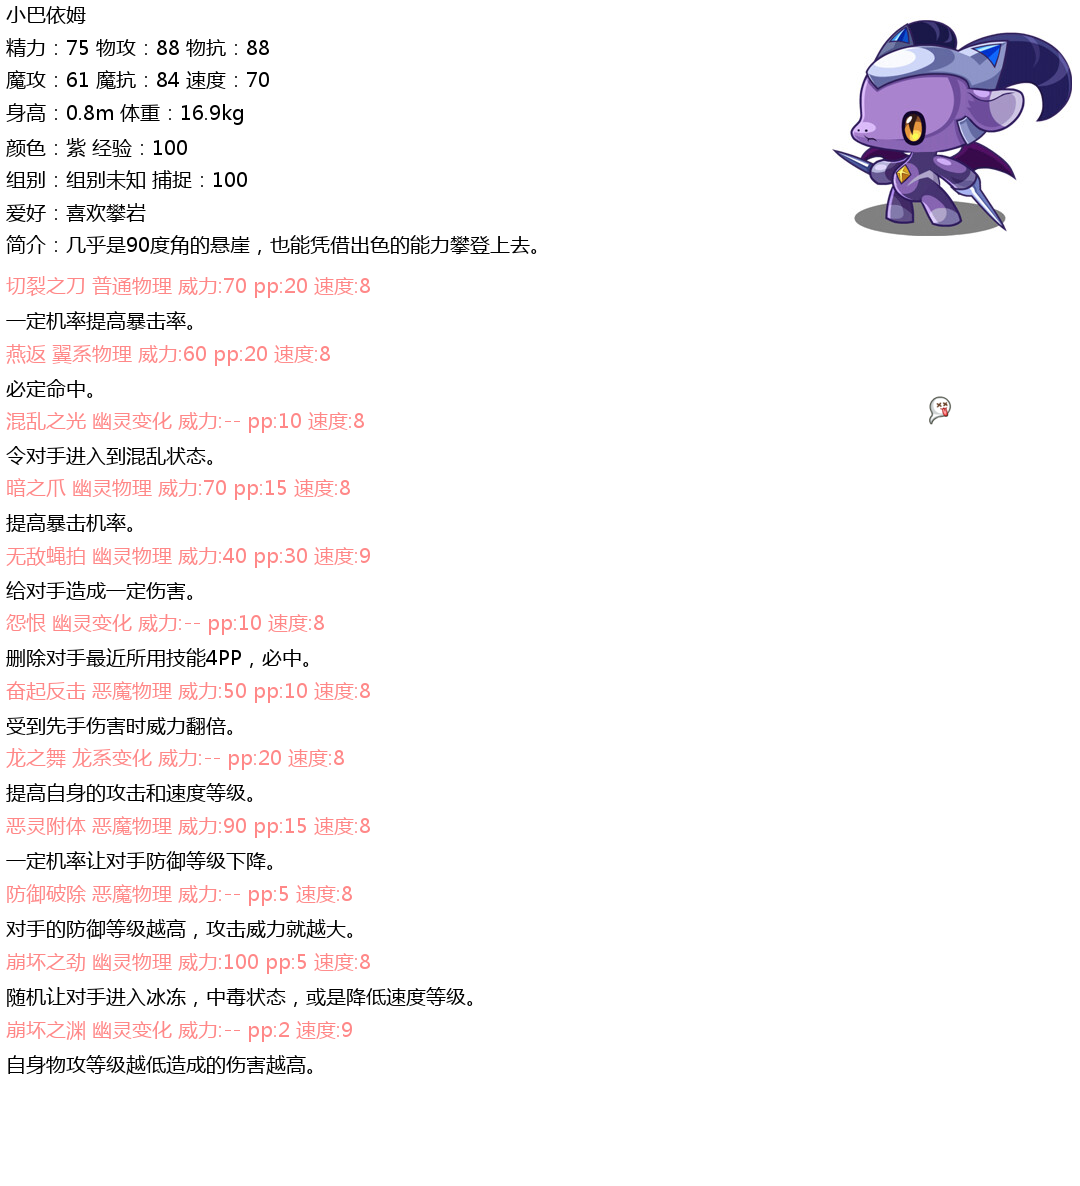 小巴依姆
精力：75 物攻：88 物抗：88
魔攻：61 魔抗：84 速度：70
身高：0.8m 体重：16.9kg
颜色：紫 经验：100
组别：组别未知 捕捉：100
爱好：喜欢攀岩
简介：几乎是90度角的悬崖，也能凭借出色的能力攀登上去。
切裂之刀 普通物理 威力:70 pp:20 速度:8
一定机率提高暴击率。
燕返 翼系物理 威力:60 pp:20 速度:8
必定命中。
混乱之光 幽灵变化 威力:-- pp:10 速度:8
令对手进入到混乱状态。
暗之爪 幽灵物理 威力:70 pp:15 速度:8
提高暴击机率。
无敌蝇拍 幽灵物理 威力:40 pp:30 速度:9
给对手造成一定伤害。
怨恨 幽灵变化 威力:-- pp:10 速度:8
删除对手最近所用技能4PP，必中。
奋起反击 恶魔物理 威力:50 pp:10 速度:8
受到先手伤害时威力翻倍。
龙之舞 龙系变化 威力:-- pp:20 速度:8
提高自身的攻击和速度等级。
恶灵附体 恶魔物理 威力:90 pp:15 速度:8
一定机率让对手防御等级下降。
防御破除 恶魔物理 威力:-- pp:5 速度:8
对手的防御等级越高，攻击威力就越大。
崩坏之劲 幽灵物理 威力:100 pp:5 速度:8
随机让对手进入冰冻，中毒状态，或是降低速度等级。
崩坏之渊 幽灵变化 威力:-- pp:2 速度:9
自身物攻等级越低造成的伤害越高。